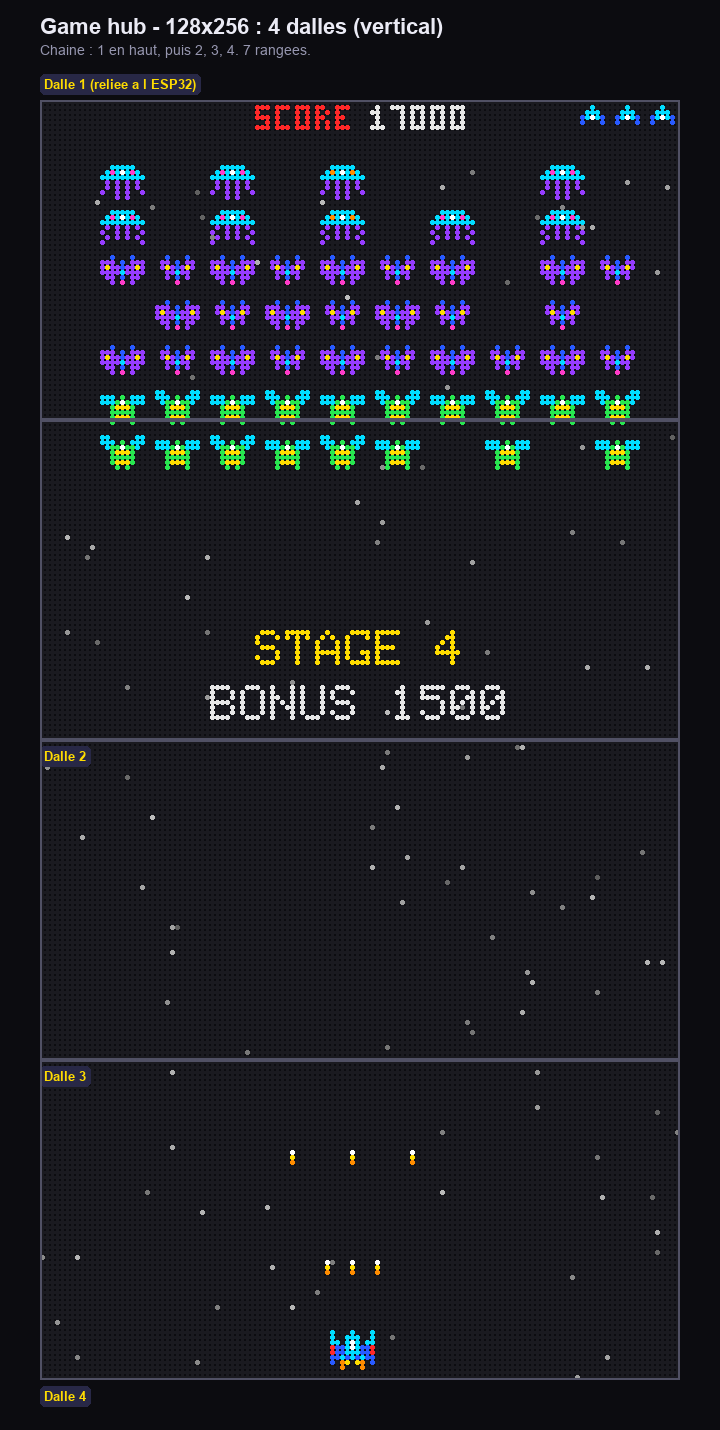 Game hub - 128x256 : 4 dalles (vertical)
Chaine : 1 en haut, puis 2, 3, 4. 7 rangees.
Dalle 1 (reliee a l ESP32)
SCORE 17000
STAGE 4
BONUS 1500
Dalle 2
Dalle 3
Dalle 4